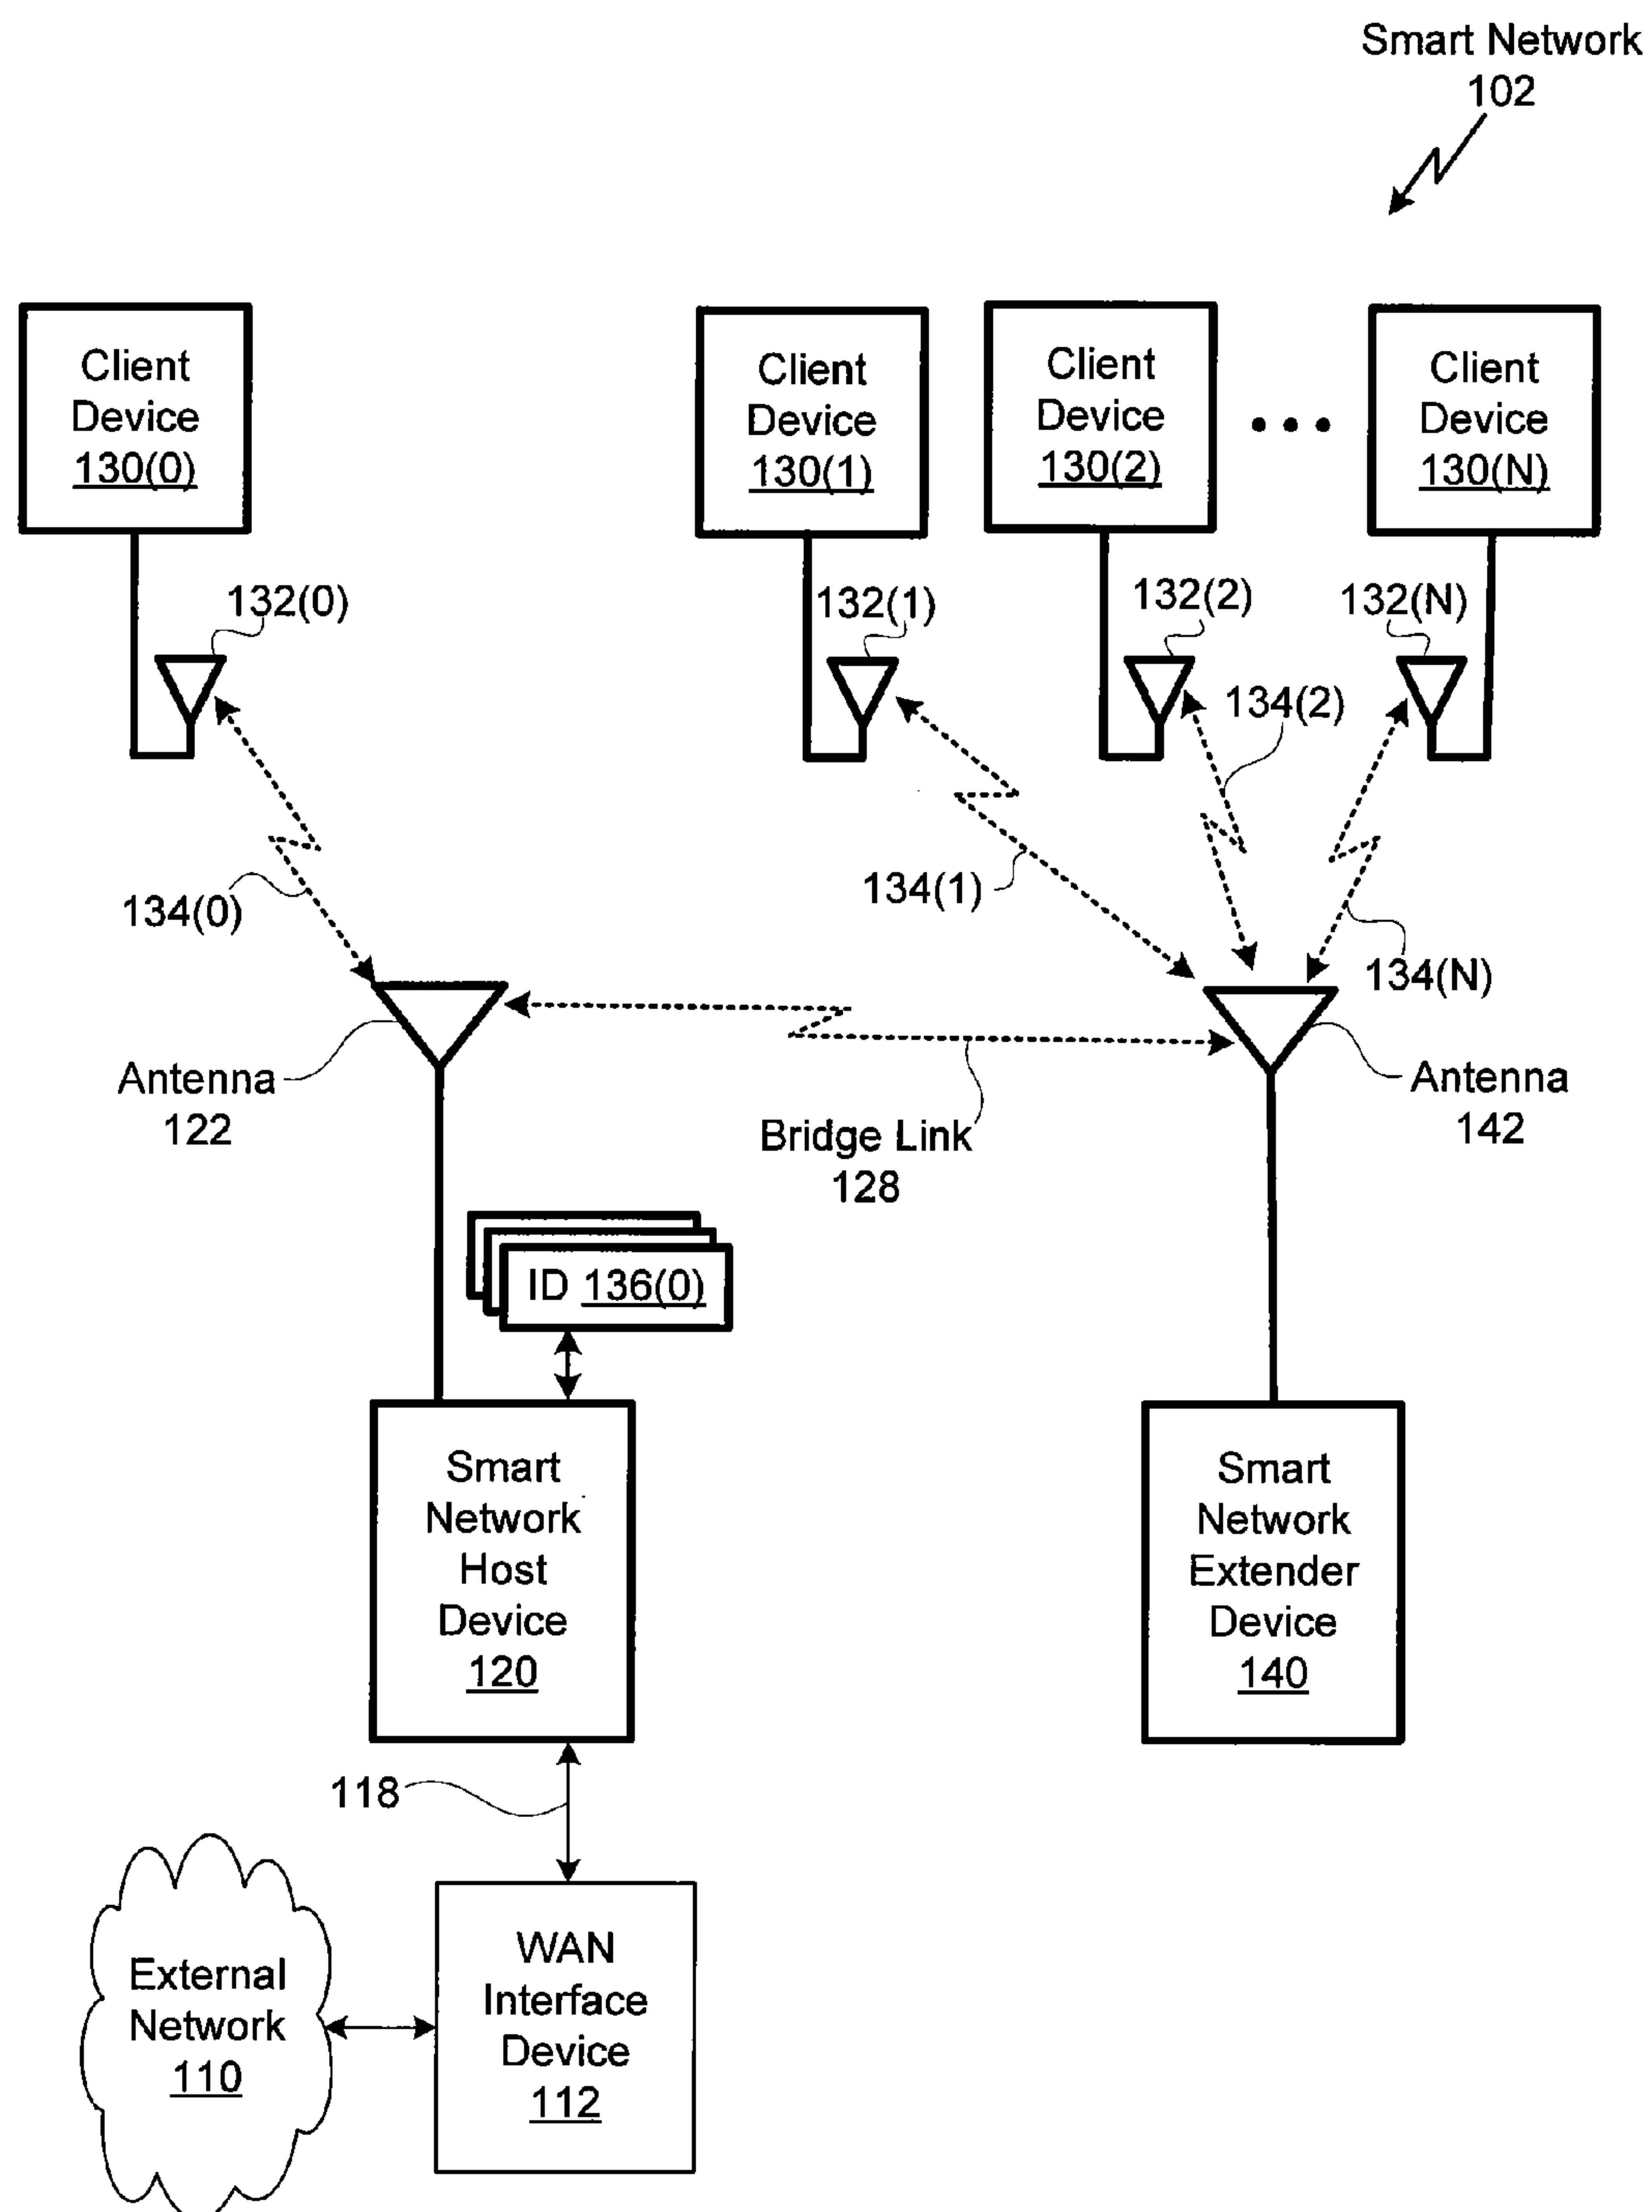 Smart Network
102
Client
Device
130(0)
Client
Device
130(1)
Client
Device
130(2)
Client
Device
130(N)
132(0)
132(1)
132(2)
132(N)
134(2)
134(0)
134(1)
134(N)
Antenna
122
Bridge Link
128
Antenna
142
ID 136(0)
Smart
Network
Host
Device
120
Smart
Network
Extender
Device
140
118
External
Network
110
WAN
Interface
Device
112